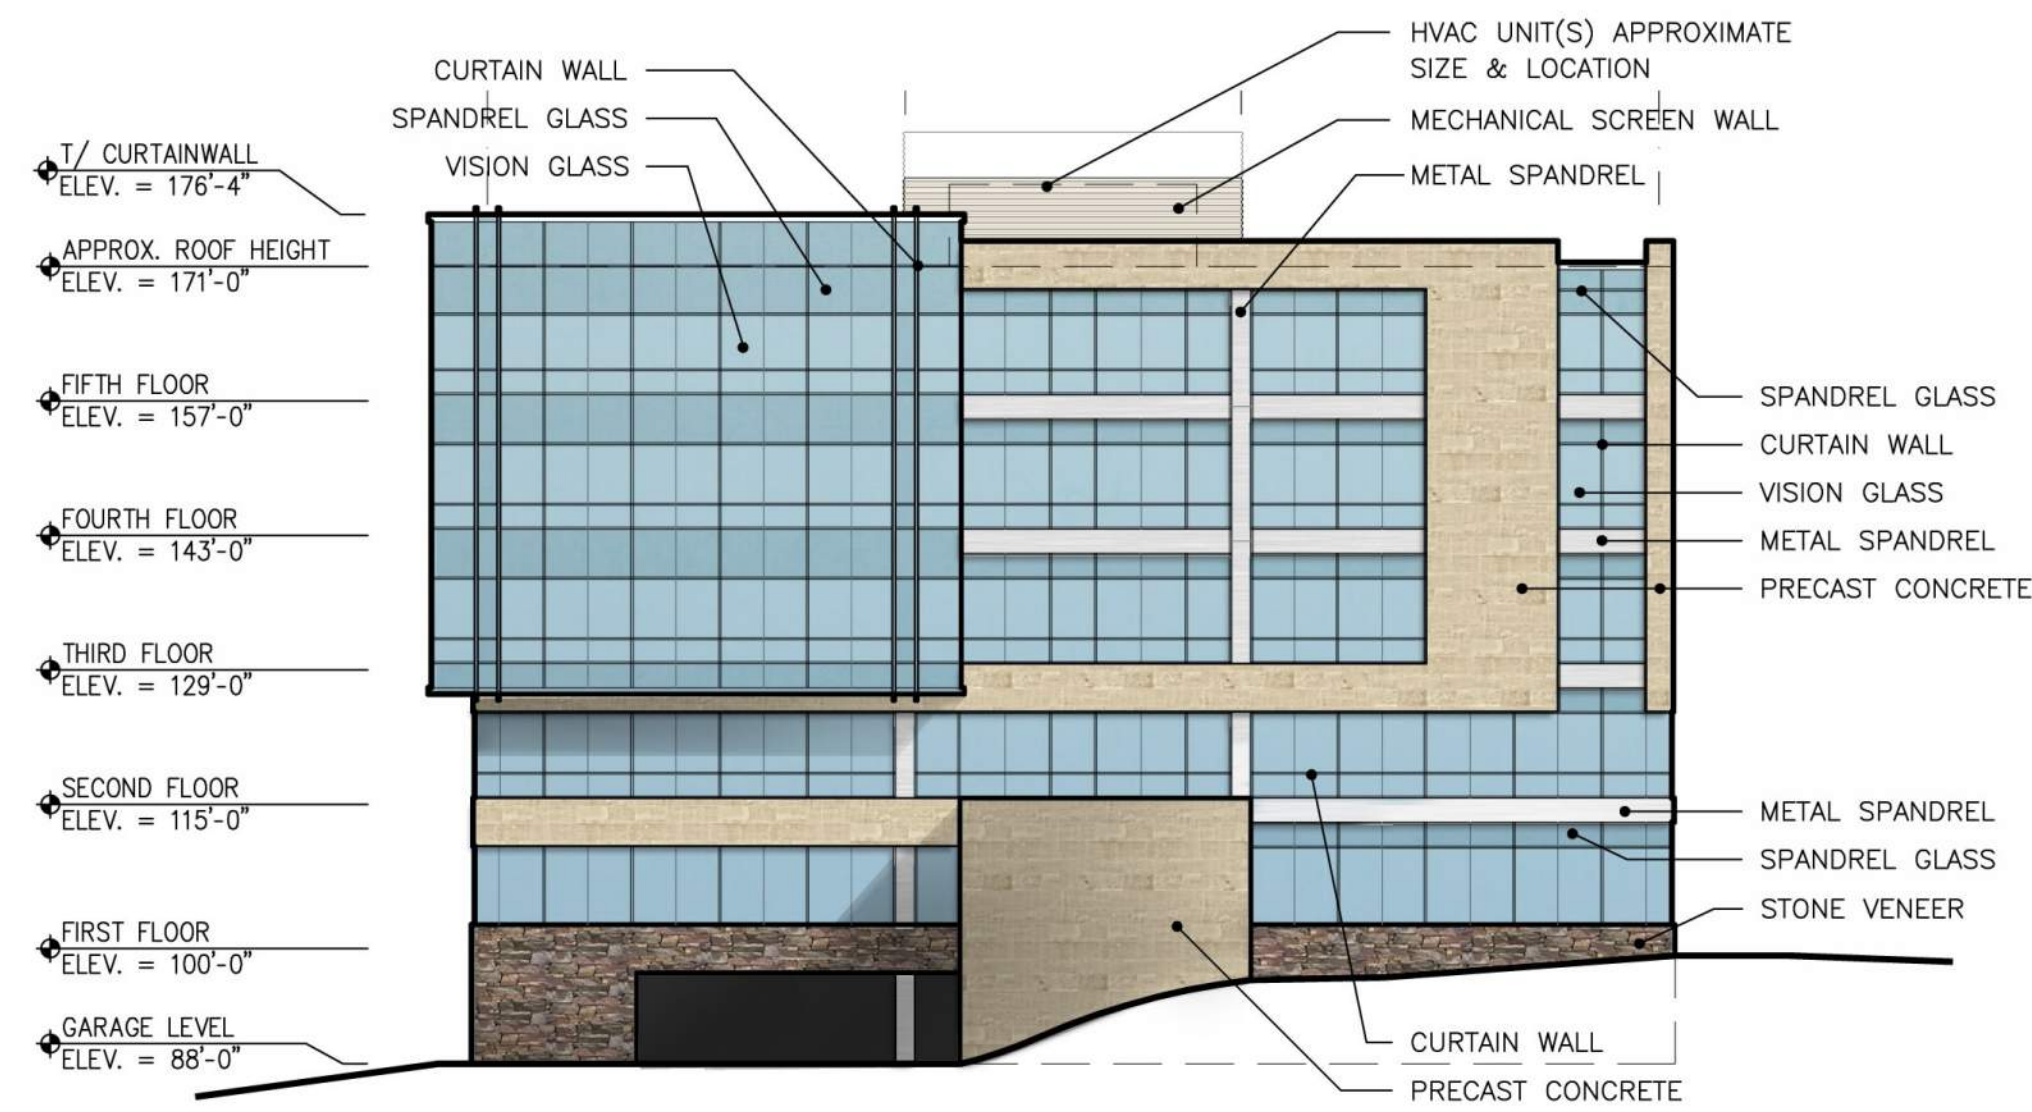 HVAC UNIT(S) APPROXIMATE
SIZE & LOCATION
CURTAIN WALL
SPANDREL GLASS
MECHANICAL SCREEN WALL
VISION GLASS
METAL SPANDREL
T/ CURTAINWALL
ELEV. = 176'-4"
APPROX. ROOF HEIGHT
ELEV. = 171'-0"
FIFTH FLOOR
ELEV. = 157'-0"
FOURTH FLOOR
ELEV. = 143'-0"
THIRD FLOOR
ELEV. = 129'-0"
SECOND FLOOR
ELEV. = 115'-0"
FIRST FLOOR
ELEV. = 100'-0"
GARAGE LEVEL
ELEV. = 88'-0"
SPANDREL GLASS
CURTAIN WALL
VISION GLASS
METAL SPANDREL
PRECAST CONCRETE
METAL SPANDREL
SPANDREL GLASS
STONE VENEER
CURTAIN WALL
PRECAST CONCRETE